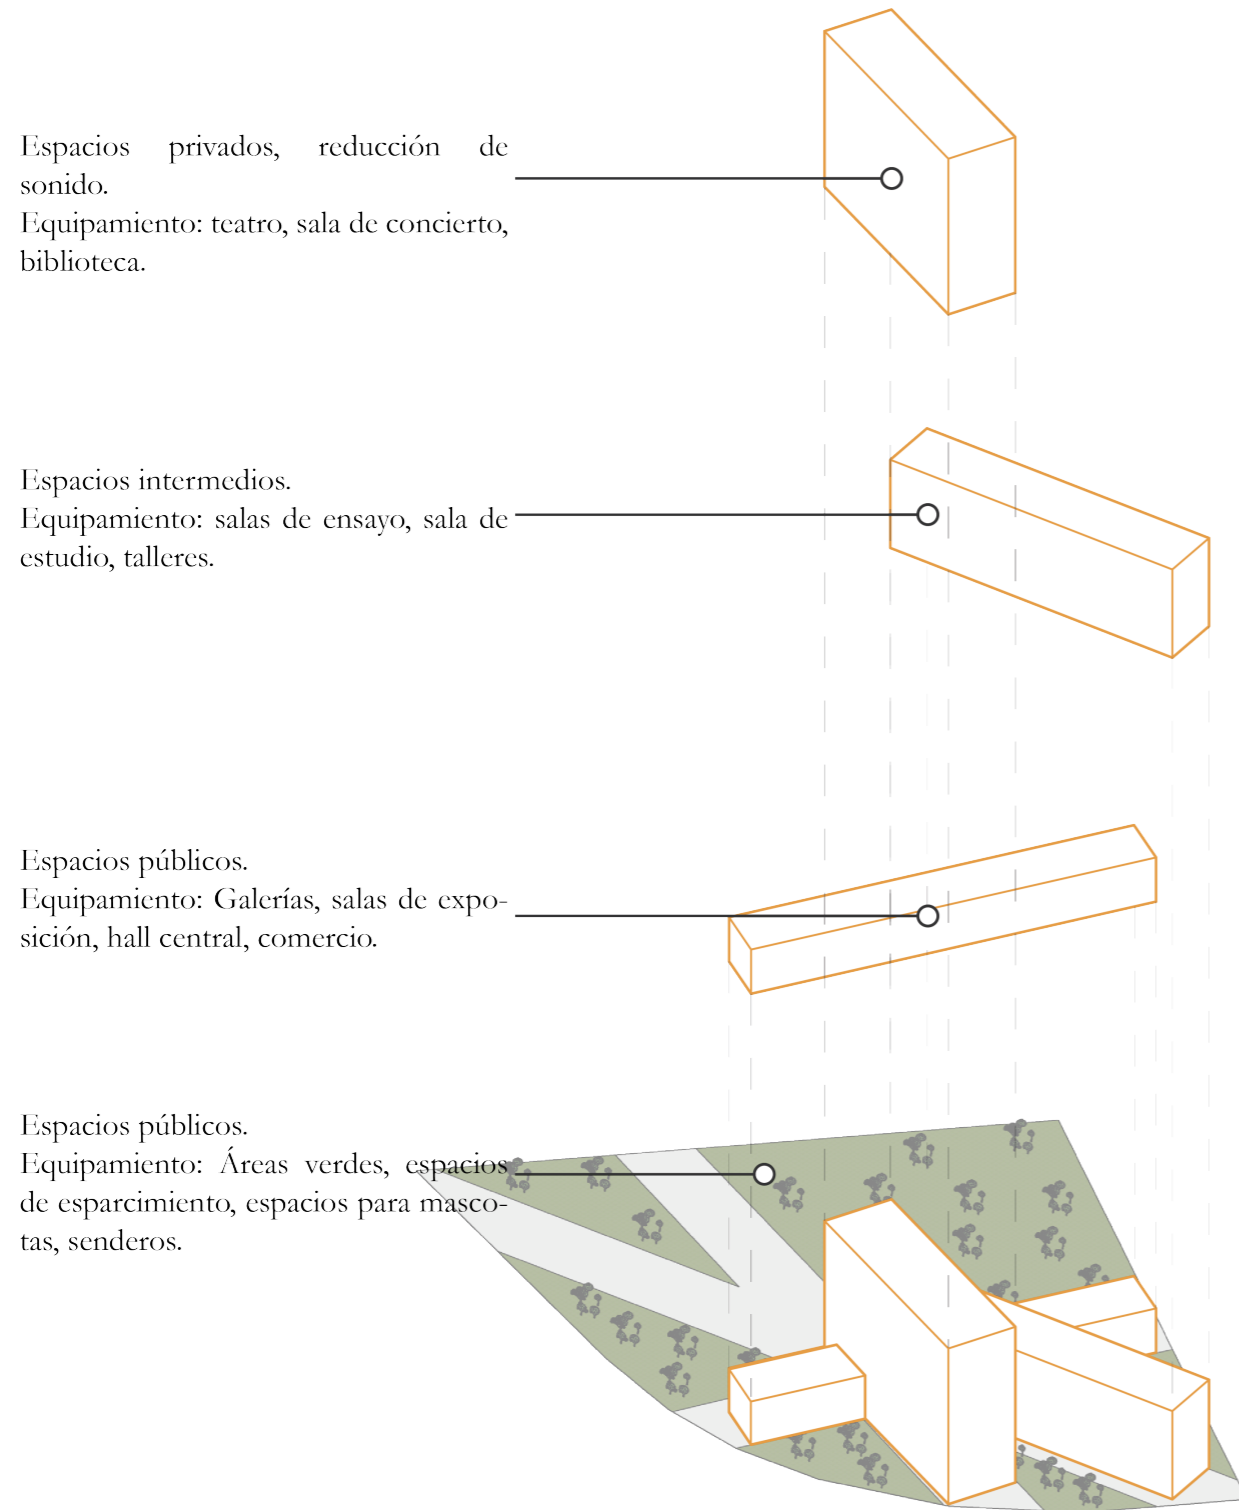 Espacios privados, reducción de
sonido.
Equipamiento: teatro, sala de concierto,
biblioteca.
Espacios intermedios.
Equipamiento: salas de ensayo, sala de
estudio, talleres.
Espacios públicos.
Equipamiento: Galerías, salas de expo-
sición, hall central, comercio.
Espacios públicos.
Equipamiento: Áreas verdes, espacios
de esparcimiento, espacios para masco-
tas, senderos.